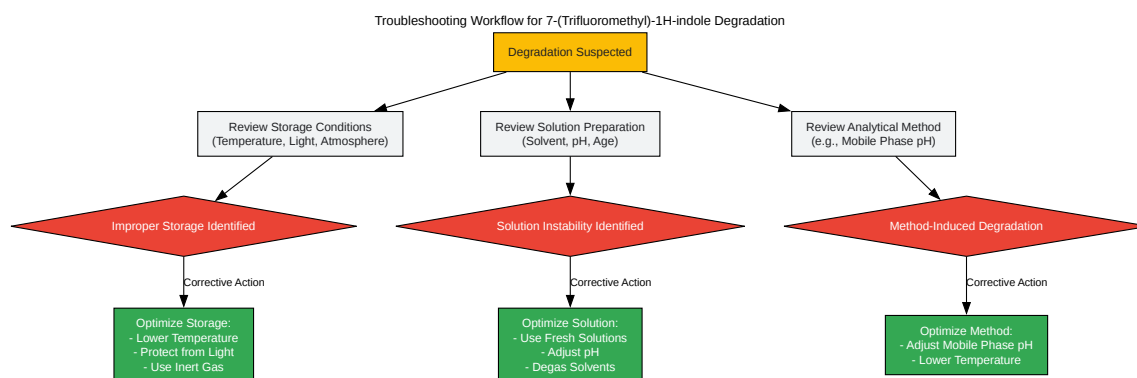 Troubleshooting Workflow for 7-(Trifluoromethyl)-1H-indole Degradation
Degradation Suspected
Review Storage Conditions
(Temperature, Light, Atmosphere)
Review Solution Preparation
(Solvent, pH, Age)
Review Analytical Method
(e.g., Mobile Phase pH)
Improper Storage Identified
Solution Instability Identified
Method-Induced Degradation
Corrective Action
Corrective Action
Corrective Action
Optimize Storage:
- Lower Temperature
- Protect from Light
- Use Inert Gas
Optimize Solution:
- Use Fresh Solutions
- Adjust pH
- Degas Solvents
Optimize Method:
- Adjust Mobile Phase pH
- Lower Temperature